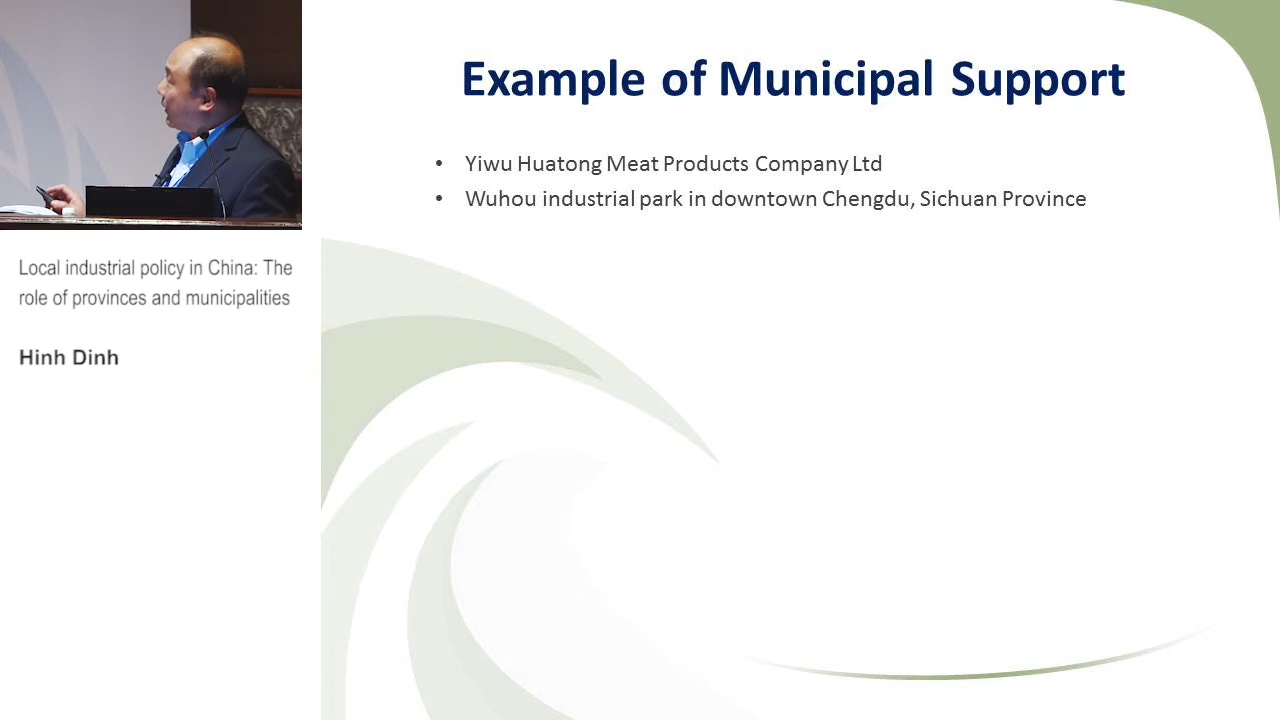 Example of Municipal Support
• Yiwu Huatong Meat Products Company Ltd
• Wuhou industrial park in downtown Chengdu, Sichuan Province
Local industrial policy in China: The
role of provinces and municipalities
Hinh Dinh